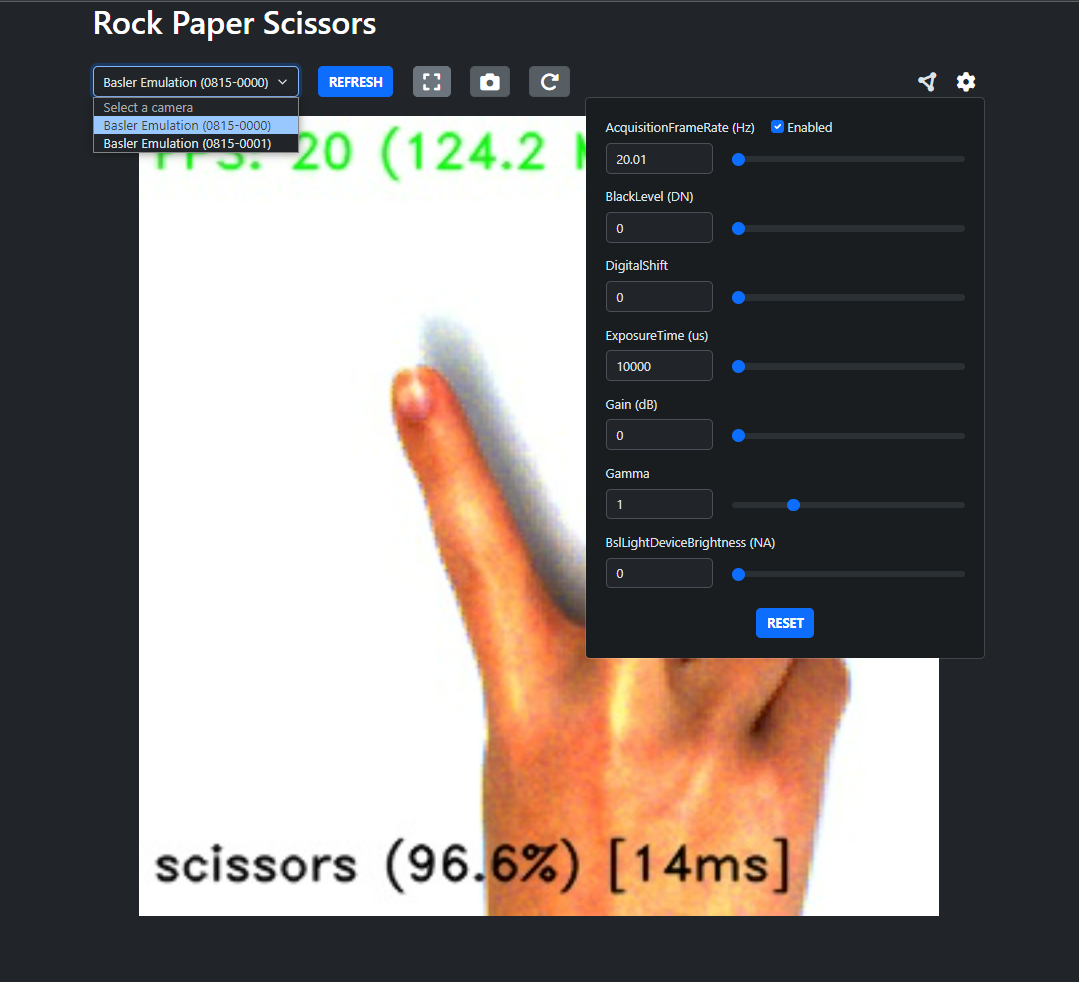 Rock Paper Scissors
Basler Emulation (0815-0000)
REFRESH
Select a camera
Basler Emulation (0815-0000)
Basler Emulation (0815-0001)
20 (124.2
AcquisitionFrameRate (Hz)
Enabled
20.01
BlackLevel (DN)
0
DigitalShift
0
ExposureTime (us)
10000
Gain (dB)
0
Gamma
1
BslLightDeviceBrightness (NA)
0
RESET
scissors (96.6%) [14ms]